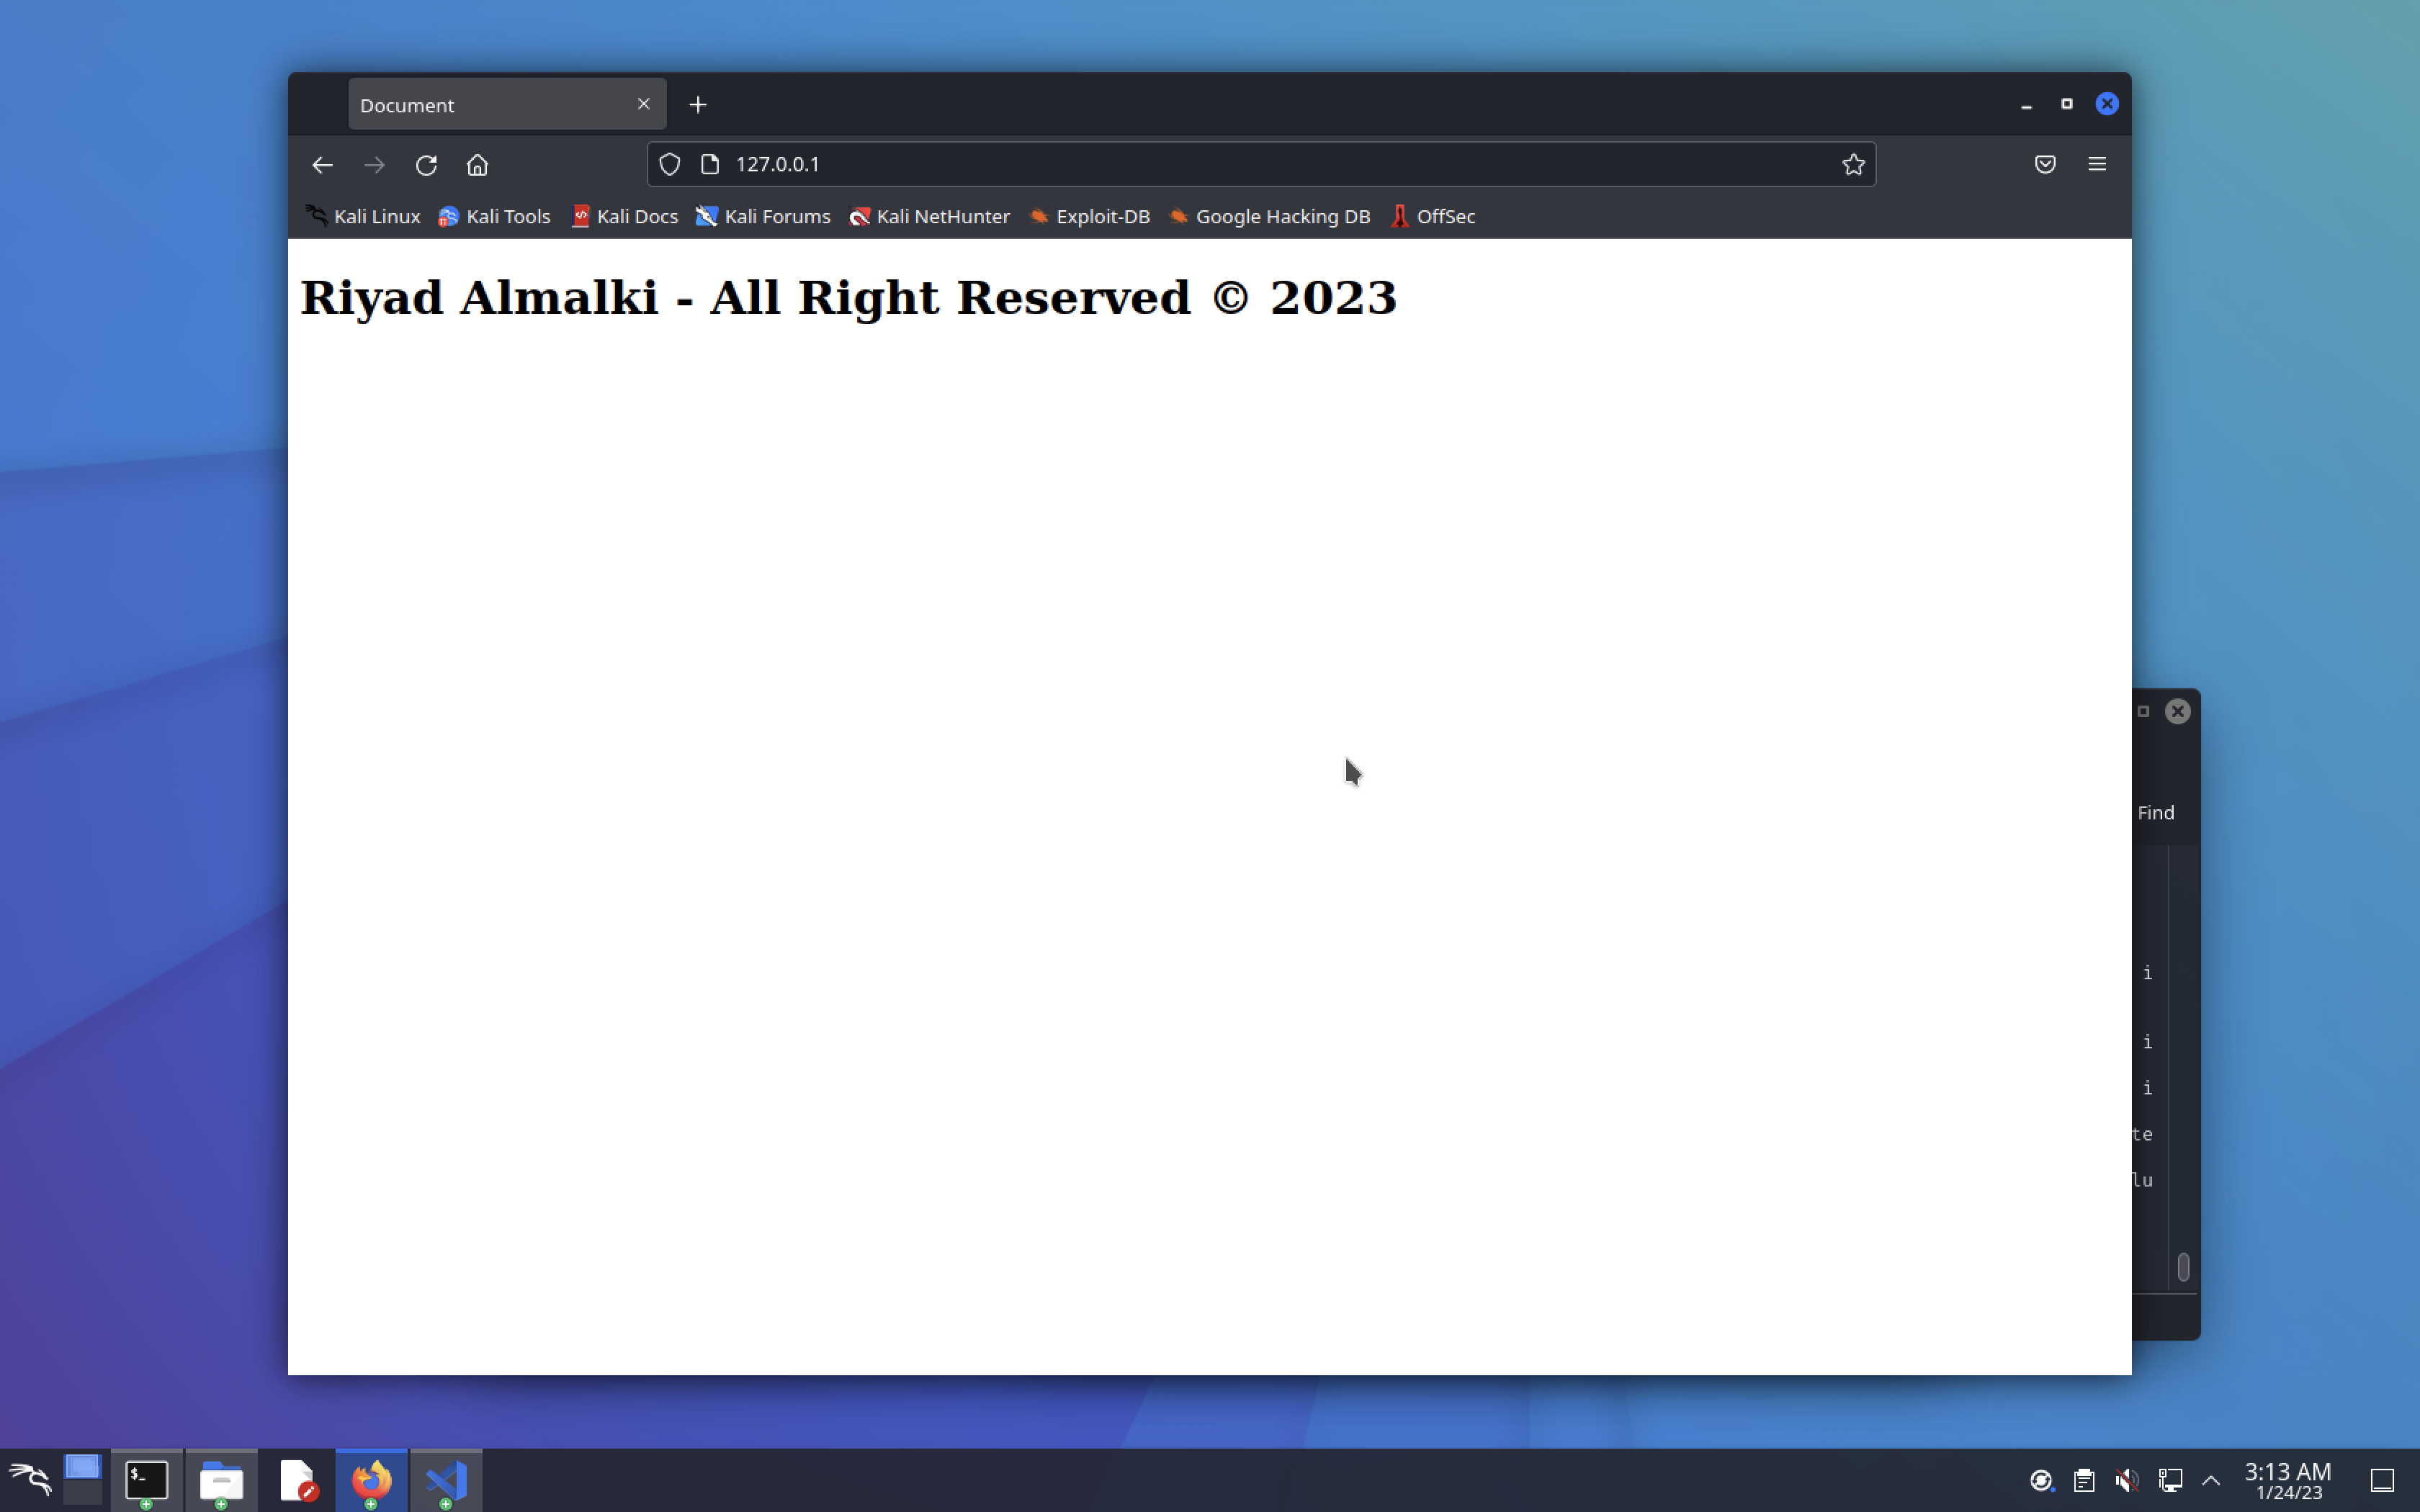 Document
127.0.0.1
Kali Linux Kali Tools Kali Docs Kali Forums Kali NetHunter Exploit-DB Google Hacking DB OffSec
Riyad Almalki - All Right Reserved © 2023
Find
i
i
i
te
lu
3:13 AM
1/24/23